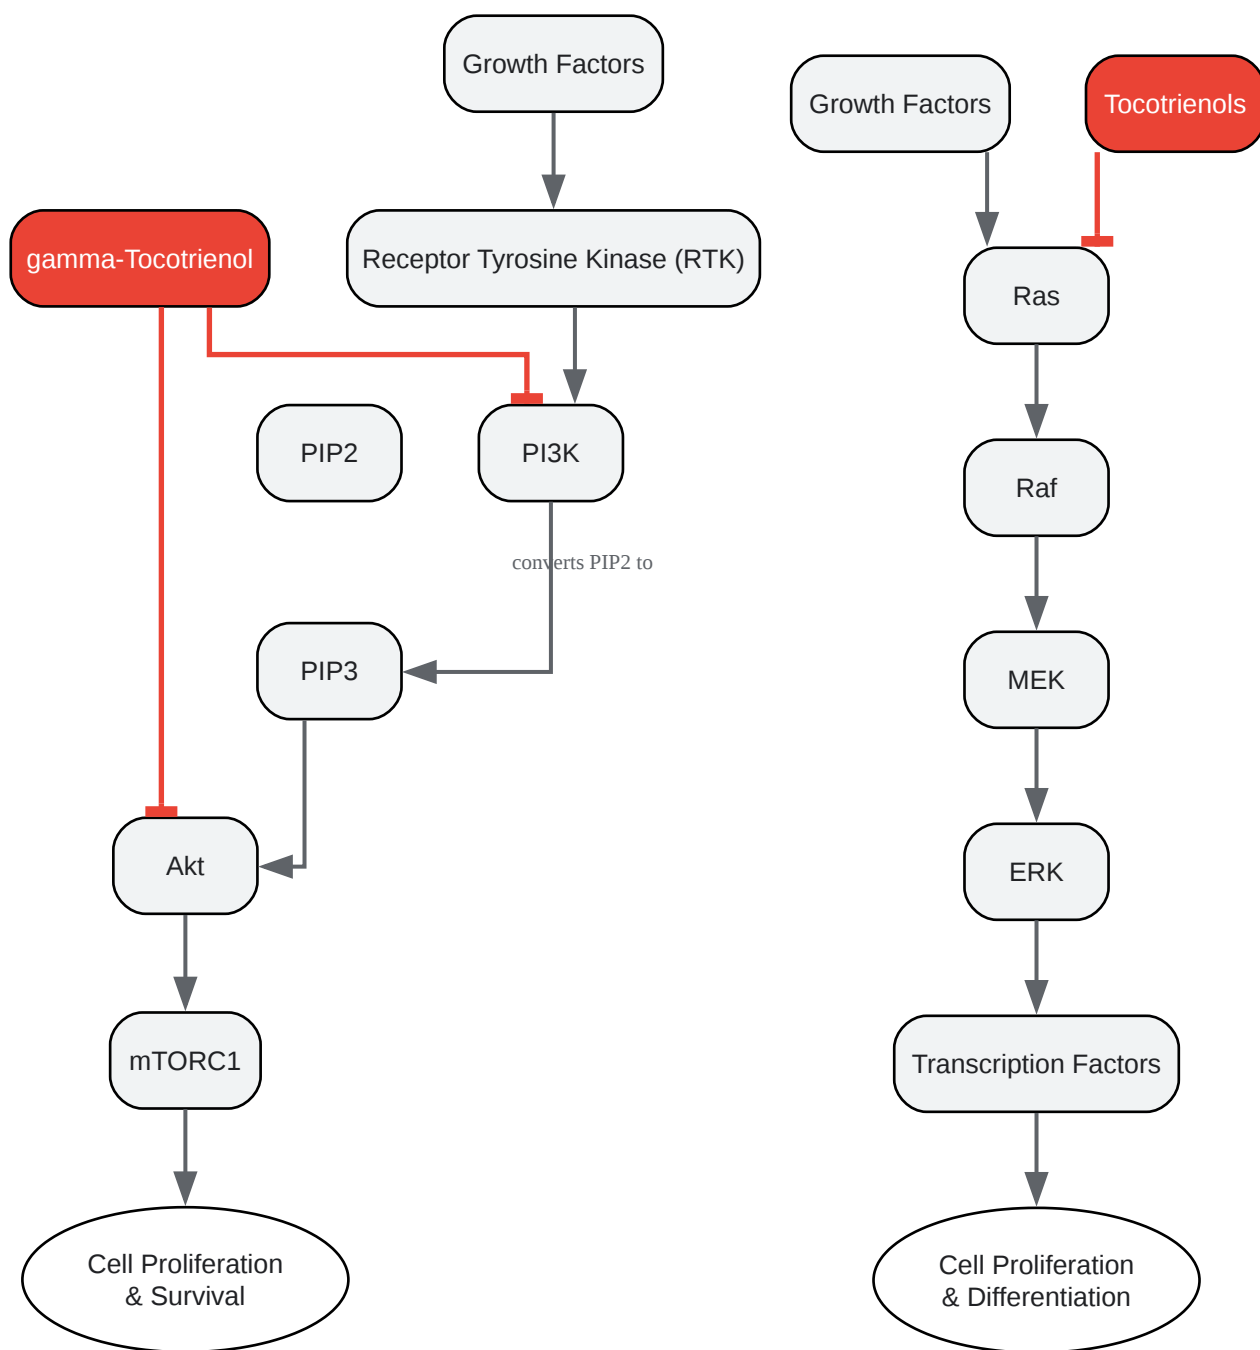 Growth Factors
gamma-Tocotrienol
Receptor Tyrosine Kinase (RTK)
PIP2
PI3K
converts PIP2 to
PIP3
Akt
mTORC1
Cell Proliferation
& Survival
Growth Factors
Tocotrienols
Ras
Raf
MEK
ERK
Transcription Factors
Cell Proliferation
& Differentiation